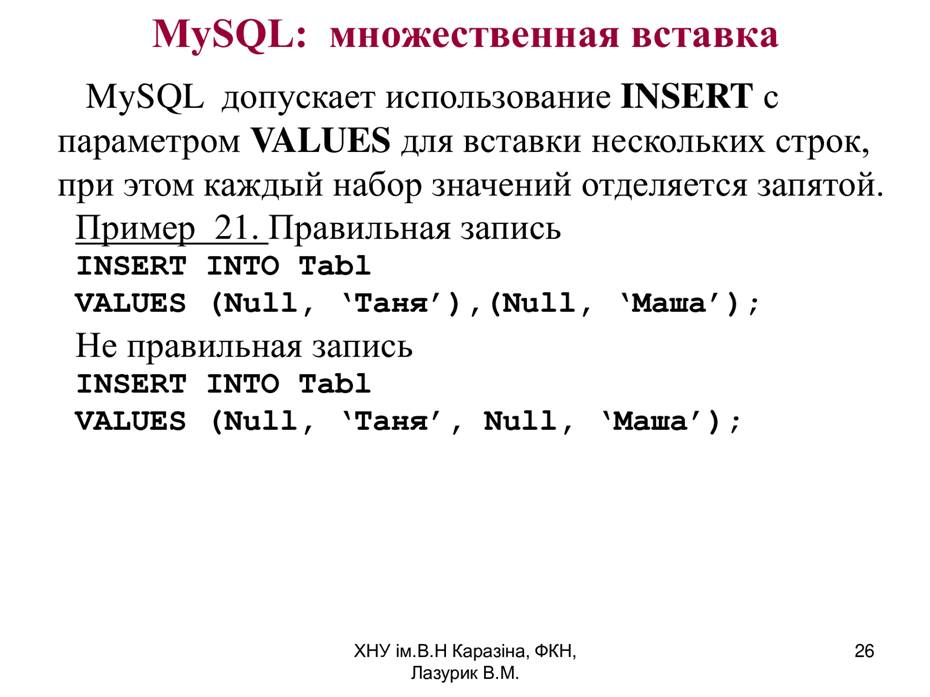 MySQL: множественная вставка
MySQL допускает использование INSERT с
параметром VALUES для вставки нескольких строк,
при этом каждый набор значений отделяется запятой.
Пример 21. Правильная запись
INSERT INTO Tabl
VALUES (Null, ‘Таня’),(Null, ‘Маша’);
Не правильная запись
INSERT INTO Tabl
VALUES (Null, ‘Таня’, Null, ‘Маша’);
ХНУ ім.В.Н Каразіна, ФКН,
Лазурик В.М.
26